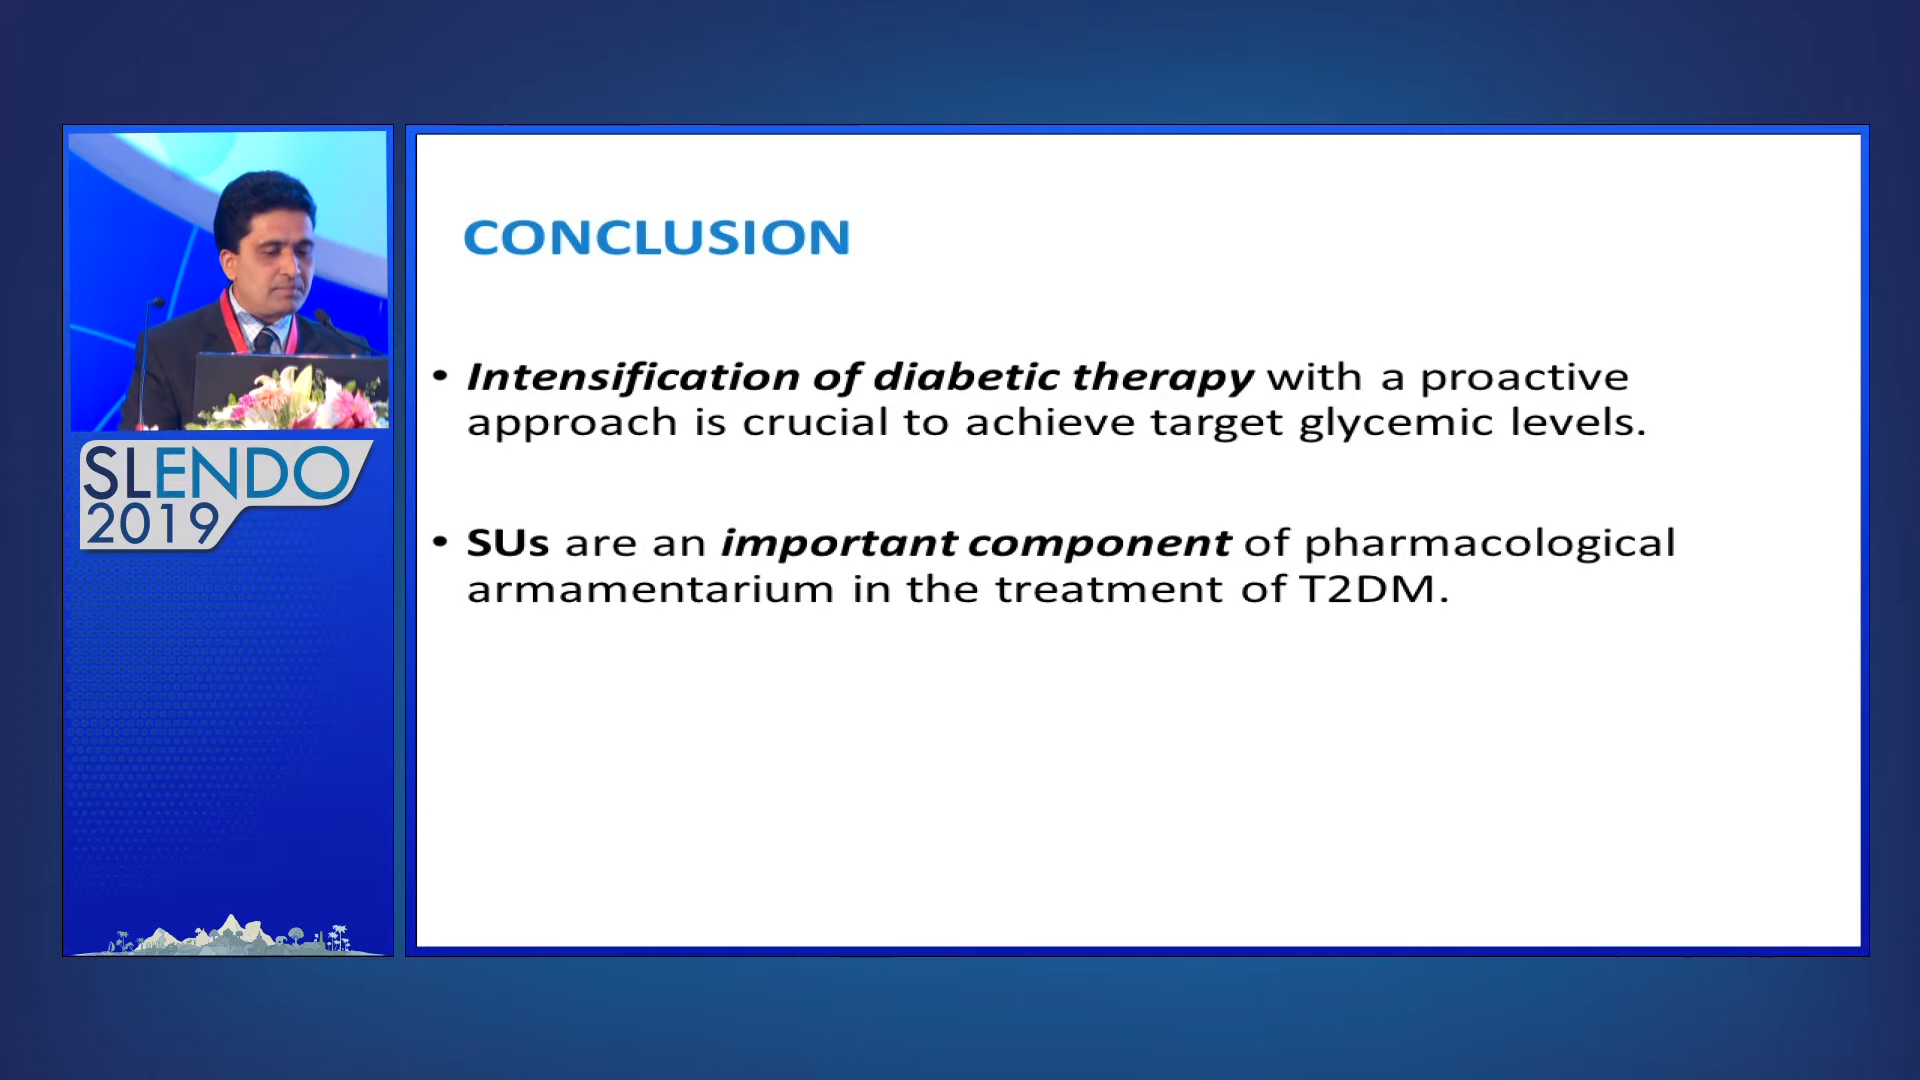 SLENDO
2019
CONCLUSION
• Intensification of diabetic therapy with a proactive
approach is crucial to achieve target glycemic levels.
• SUs are an important component of pharmacological
armamentarium in the treatment of T2DM.